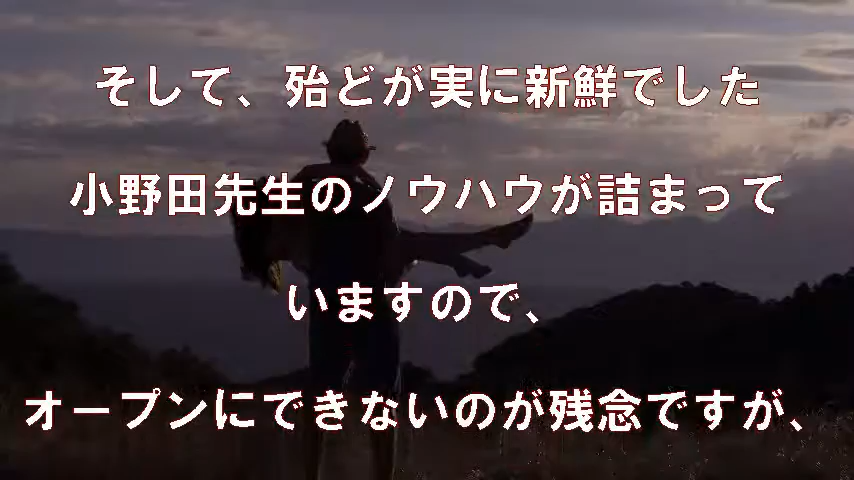 そして、殆どが実に新鮮でした
小野田先生のノウハウが詰まって
いますので、
オープンにできないのが残念ですが、